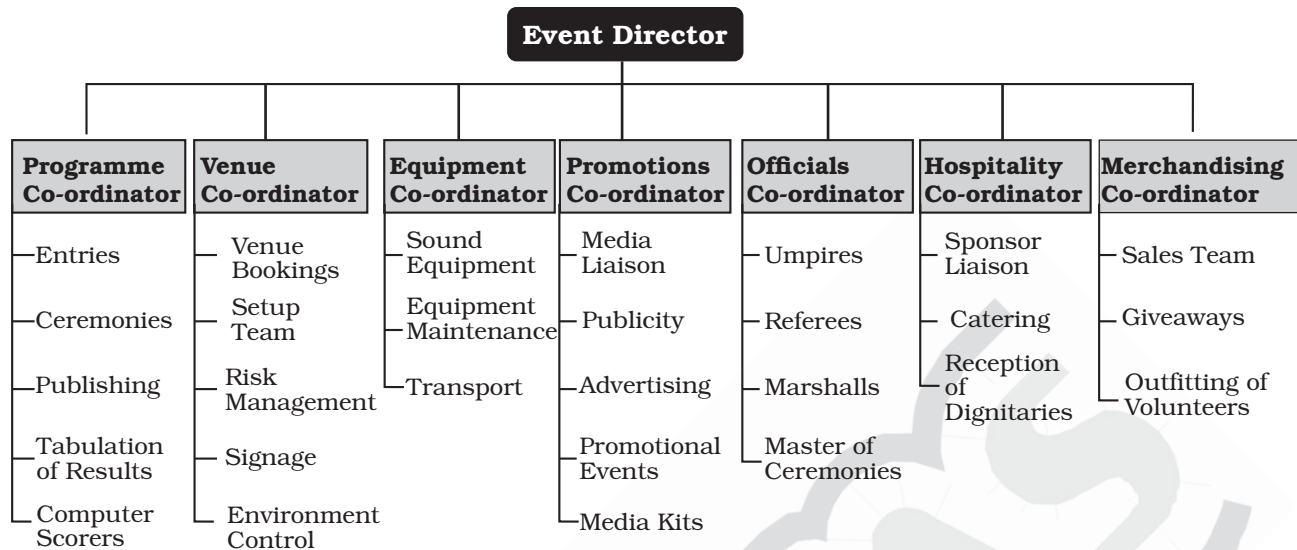 Event Director
Programme
Co-ordinator
Entries
Ceremonies
Publishing
Tabulation
of Results
Computer
Scorers
Venue
Co-ordinator
Venue
Bookings
Setup
Team
Risk
Management
Signage
Environment
Control
Equipment
Co-ordinator
Sound
Equipment
Equipment
Maintenance
Transport
Promotions
Co-ordinator
Media
Liaison
Publicity
Advertising
Promotional
Events
Media Kits
Officials
Co-ordinator
Umpires
Referees
Marshalls
Master of
Ceremonies
Hospitality
Co-ordinator
Sponsor
Liaison
Catering
Reception
of
Dignitaries
Merchandising
Co-ordinator
Sales Team
Giveaways
Outfitting of
Volunteers